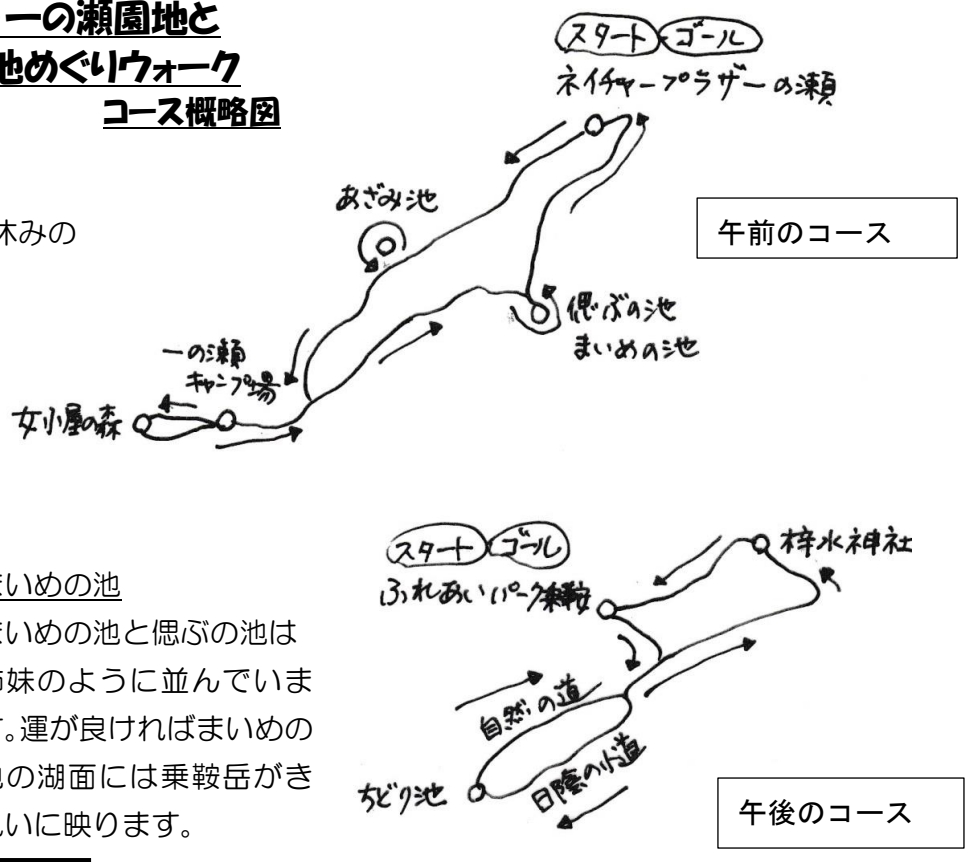 一の瀬園地と
池めぐりウォーク
コース概略図
スタート ゴール
ネイチャープラザ一の瀬
あざみ池
休みの
午前のコース
偲ぶの池
まいめの池
一の瀬
キャンプ場
女小屋の森
スタート ゴール
ふれあいパーク乗鞍
梓水神社
まいめの池
まいめの池と偲ぶの池は
姉妹のように並んでいま
す。運が良ければまいめの
池の湖面には乗鞍岳がき
れいに映ります。
自然の道
日陰の小道
ちどり池
午後のコース